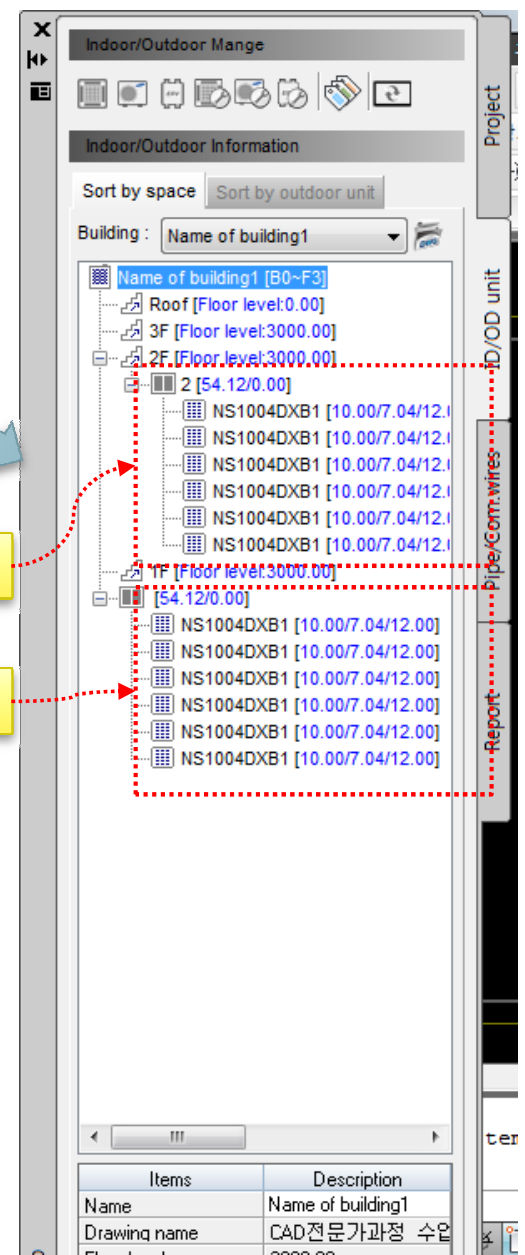 Indoor/Outdoor Mange
Indoor/Outdoor Information
Sort by space
Sort by outdoor unit
Building :
Name of building1
Name of building1 [B0~F3]
Roof [Floor level:0.00]
3F [Floor level:3000.00]
2F [Floor level:3000.00]
2 [54.12/0.00]
NS1004DXB1 [10.00/7.04/12.
NS1004DXB1 [10.00/7.04/12.
NS1004DXB1 [10.00/7.04/12.
NS1004DXB1 [10.00/7.04/12.
NS1004DXB1 [10.00/7.04/12.
NS1004DXB1 [10.00/7.04/12.
1F [Floor level:3000.00]
[54.12/0.00]
NS1004DXB1 [10.00/7.04/12.00]
NS1004DXB1 [10.00/7.04/12.00]
NS1004DXB1 [10.00/7.04/12.00]
NS1004DXB1 [10.00/7.04/12.00]
NS1004DXB1 [10.00/7.04/12.00]
NS1004DXB1 [10.00/7.04/12.00]
Items
Description
Name
Name of building1
Drawing name
CAD전문가과정 수업
Project
ID/OD unit
Pipe/Com.wires
Report